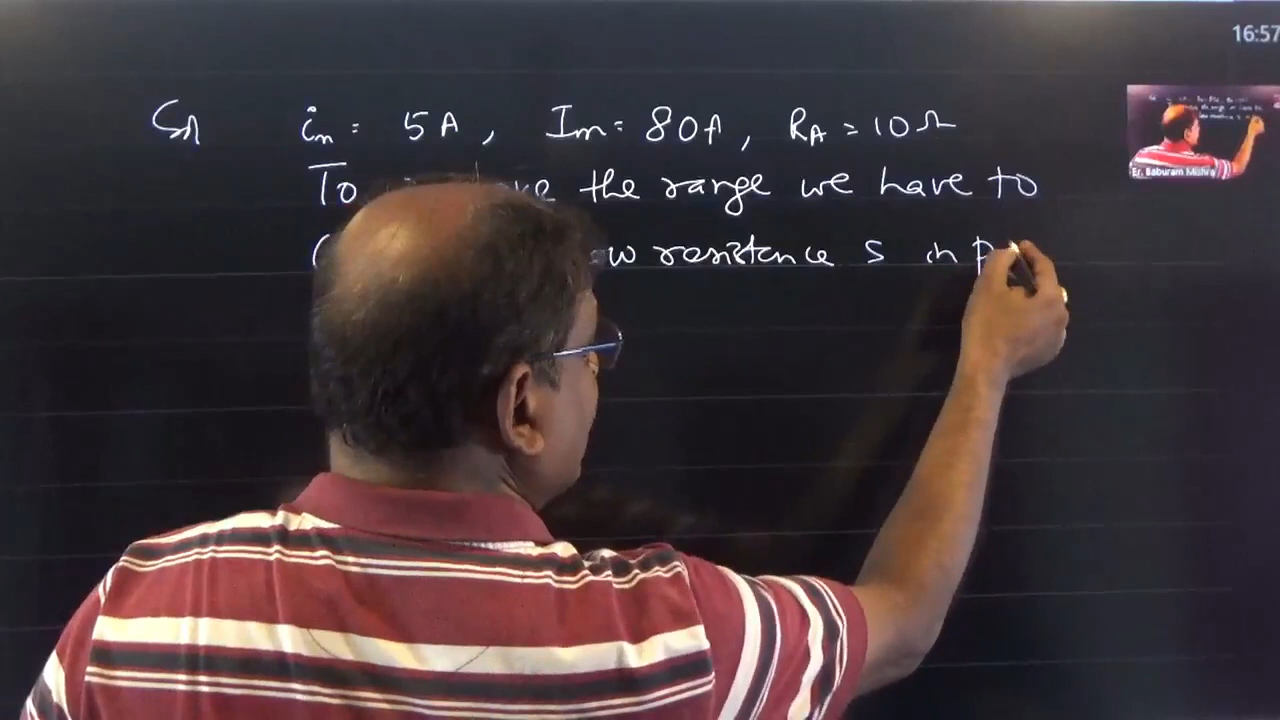 16:57
Soln im = 5A, Im = 80A, RA = 10Ω
To the range we have to
resistance S in
Er. Baburam Mishra